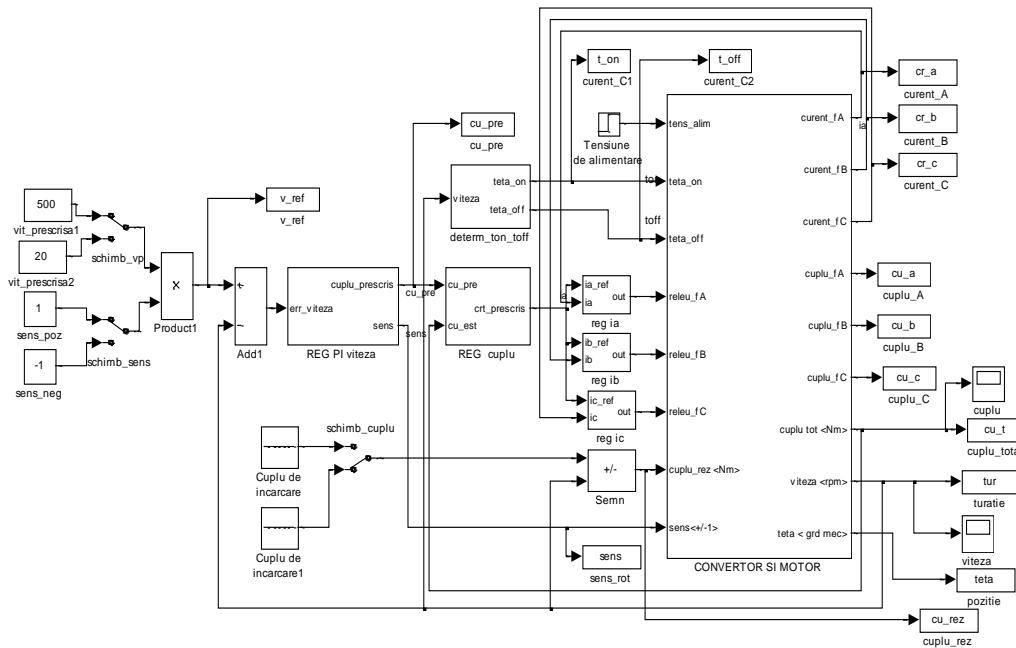 t_on
curent_C1
t_off
curent_C2
cr_a
curent_A
cr_b
curent_B
cr_c
curent_C
cu_pre
cu_pre
Tensiune
de alimentare
tens_alim
teta_on
teta_off
releu_fA
releu_fB
releu_fC
cuplu_rez <Nm>
sens<+/-1>
curent_fA
curent_fB
curent_fC
cuplu_fA
cuplu_fB
cuplu_fC
cuplu tot <Nm>
viteza <rpm>
teta < grd mec>
CONVERTOR SI MOTOR
ia
ton
toff
viteza
teta_on
teta_off
determ_ton_toff
500
vit_prescrisa1
20
vit_prescrisa2
schimb_vp
1
sens_poz
-1
sens_neg
schimb_sens
x
Product1
v_ref
v_ref
+
-
Add1
err_viteza
cuplu_prescris
sens
REG PI viteza
cu_pre
sens
cu_pre
cu_est
crt_prescris
REG cuplu
ia_ref
ia
out
reg ia
ib_ref
ib
out
reg ib
ic_ref
ic
out
reg ic
schimb_cuplu
Cuplu de
incarcare
Cuplu de
incarcare1
+/-
Semn
sens
sens_rot
cu_a
cuplu_A
cu_b
cuplu_B
cu_c
cuplu_C
cuplu
cu_t
cuplu_tota
tur
turatie
viteza
teta
pozitie
cu_rez
cuplu_rez